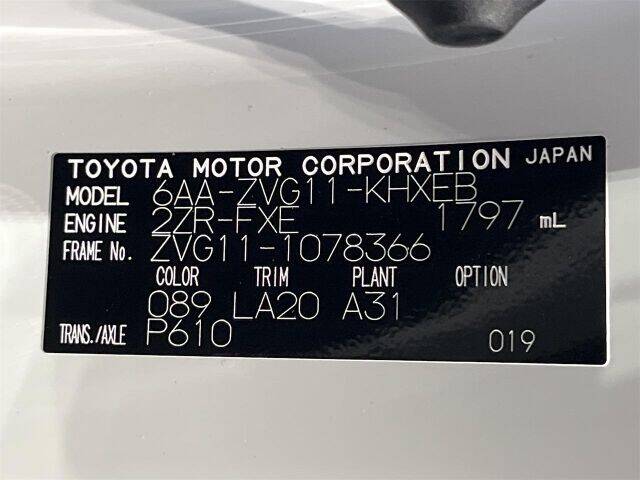 TOYOTA MOTOR CORPORATION JAPAN
MODEL 6AA-ZVG11-KHXEB
ENGINE 2ZR-FXE 1797 mL
FRAME No. ZVG11-1078366
COLOR TRIM PLANT OPTION
089 LA20 A31
TRANS./AXLE P610
019